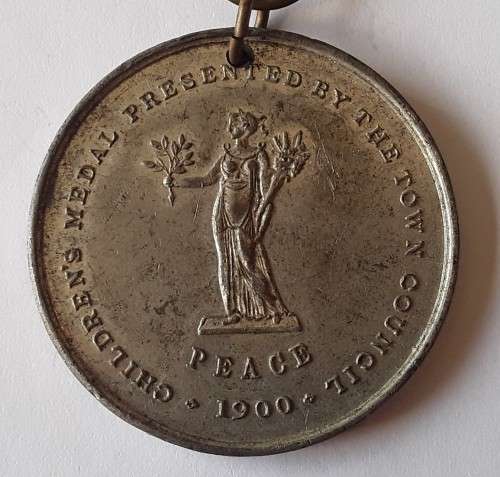 CHILDREN'S MEDAL PRESENTED BY THE TOWN COUNCIL
PEACE
1900